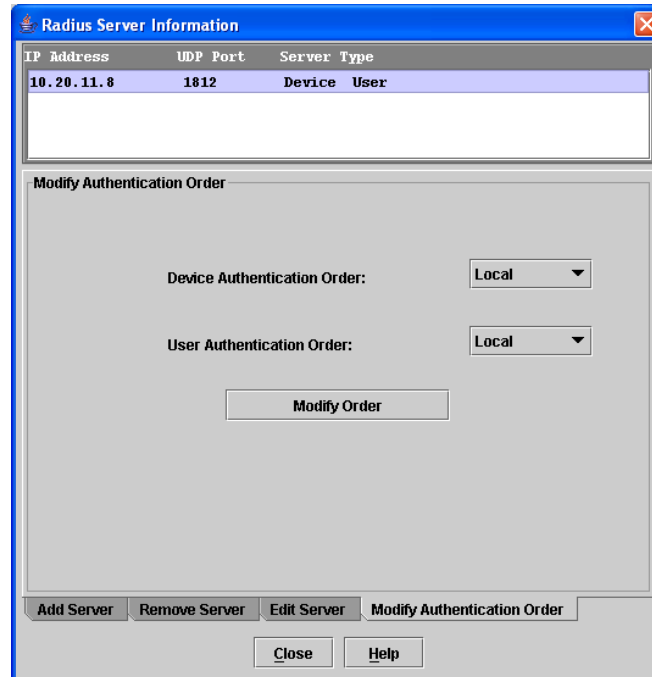 Radius Server Information
IP Address UDP Port Server Type
10.20.11.8 1812 Device User
Modify Authentication Order
Device Authentication Order: Local
User Authentication Order: Local
Modify Order
Add Server Remove Server Edit Server Modify Authentication Order
Close Help